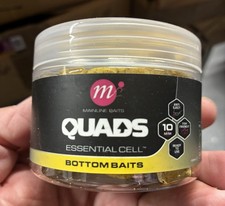 m
MAINLINE BAITS
QUADS
ESSENTIAL CELL™
10
BOTTOM BAITS